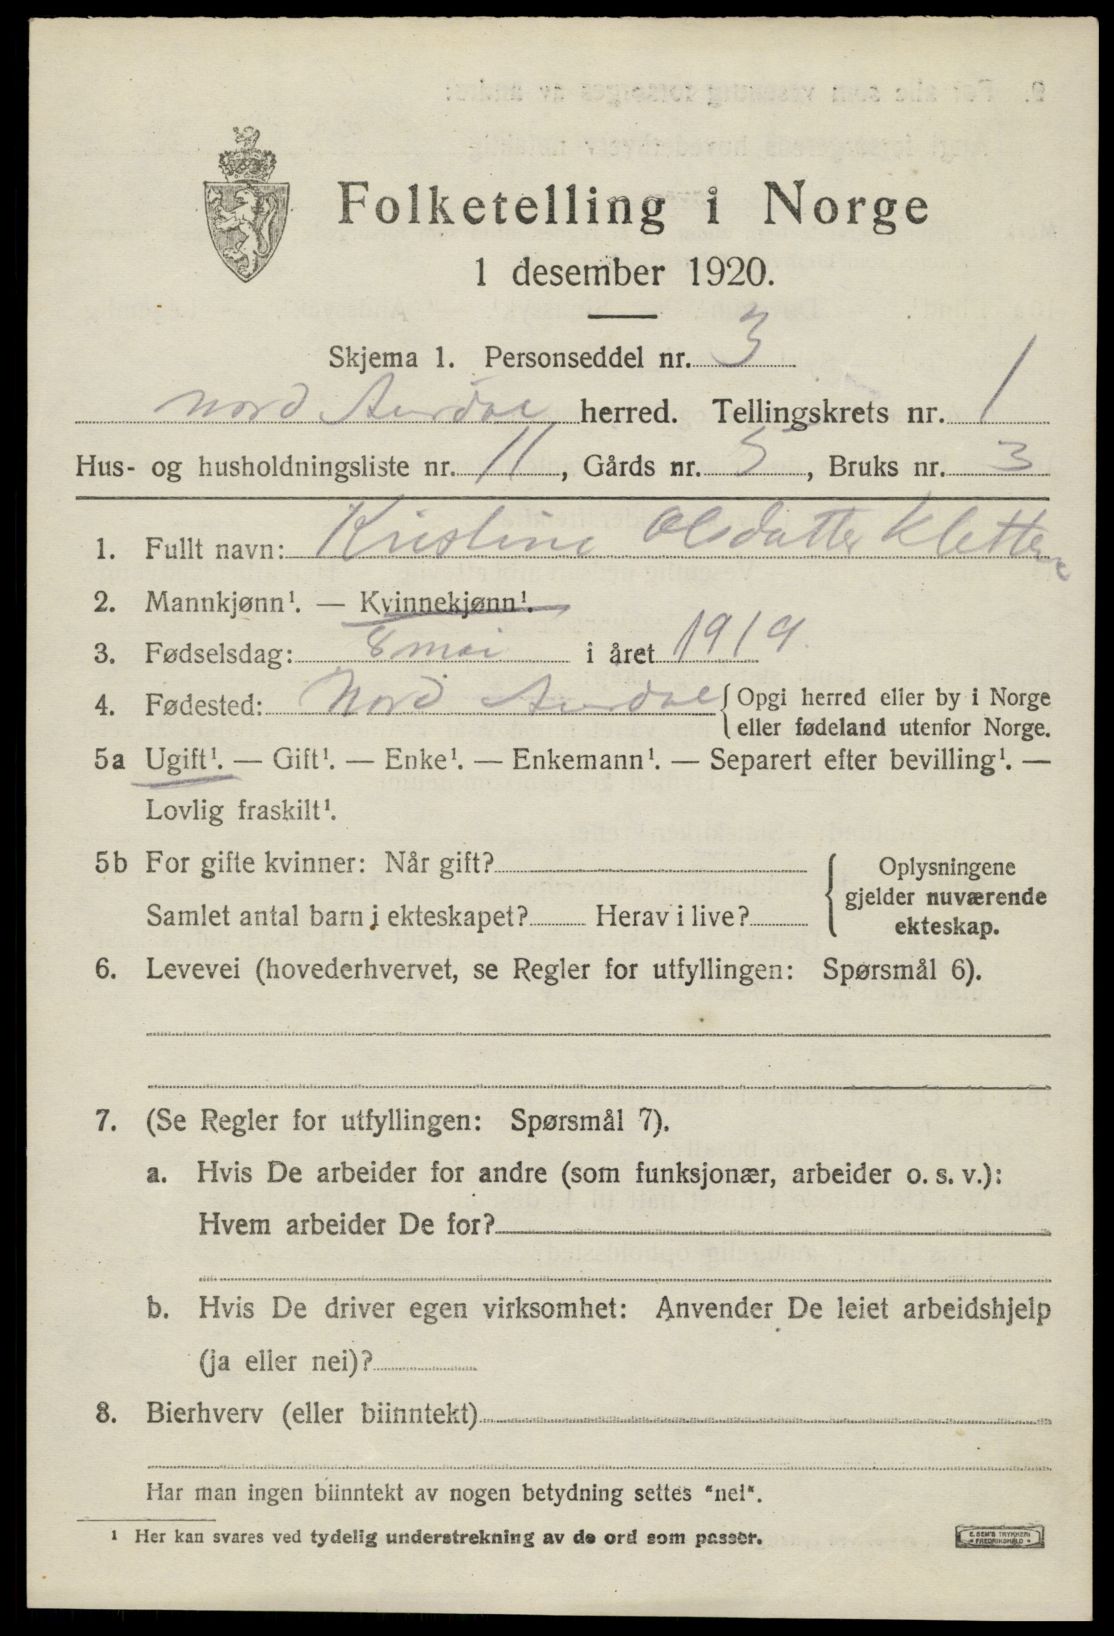 Folketelling i Norge
1 desember 1920.
Skjema 1. Personseddel nr. 3
Nord Aurdal herred. Tellingskrets nr. 1
Hus- og husholdningsliste nr. 11, Gårds nr. 5, Bruks nr. 3
1. Fullt navn: Kristine Olsdatter Klette
2. Mannkjønn¹. — Kvinnekjønn¹.
3. Fødselsdag: 8 mai i året 1919.
4. Fødested: Nord Aurdal { Opgi herred eller by i Norge
eller fødeland utenfor Norge.
5a Ugift¹. — Gift¹. — Enke¹. — Enkemann¹. — Separert efter bevilling¹. —
Lovlig fraskilt¹.
5b For gifte kvinner: Når gift?
Samlet antal barn i ekteskapet? Herav i live?
{ Oplysningene
gjelder nuværende
ekteskap.
6. Levevei (hovederhvervet, se Regler for utfyllingen: Spørsmål 6).
7. (Se Regler for utfyllingen: Spørsmål 7).
a. Hvis De arbeider for andre (som funksjonær, arbeider o. s. v.):
Hvem arbeider De for?
b. Hvis De driver egen virksomhet: Anvender De leiet arbeidshjelp
(ja eller nei)?
8. Bierhverv (eller biinntekt)
Har man ingen biinntekt av nogen betydning settes "nei".
¹ Her kan svares ved tydelig understrekning av de ord som passer.
E. SEM'S TRYKKERI
FREDRIKSHALD